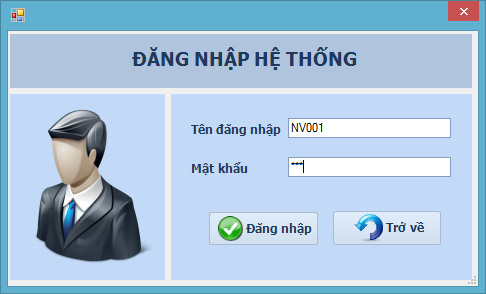 ĐĂNG NHẬP HỆ THỐNG
Tên đăng nhập NV001
Mật khẩu ***
Đăng nhập Trở về